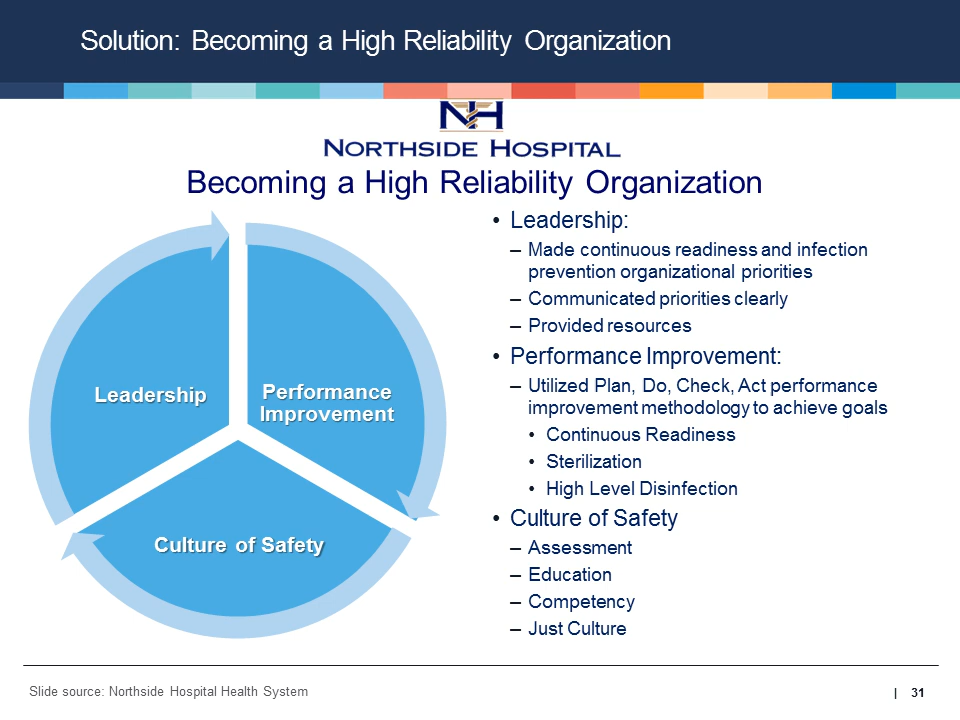 Solution: Becoming a High Reliability Organization
NH
NORTHSIDE HOSPITAL
Becoming a High Reliability Organization
Leadership
Performance
Improvement
Culture of Safety
• Leadership:
– Made continuous readiness and infection
prevention organizational priorities
– Communicated priorities clearly
– Provided resources
• Performance Improvement:
– Utilized Plan, Do, Check, Act performance
improvement methodology to achieve goals
• Continuous Readiness
• Sterilization
• High Level Disinfection
• Culture of Safety
– Assessment
– Education
– Competency
– Just Culture
Slide source: Northside Hospital Health System
| 31